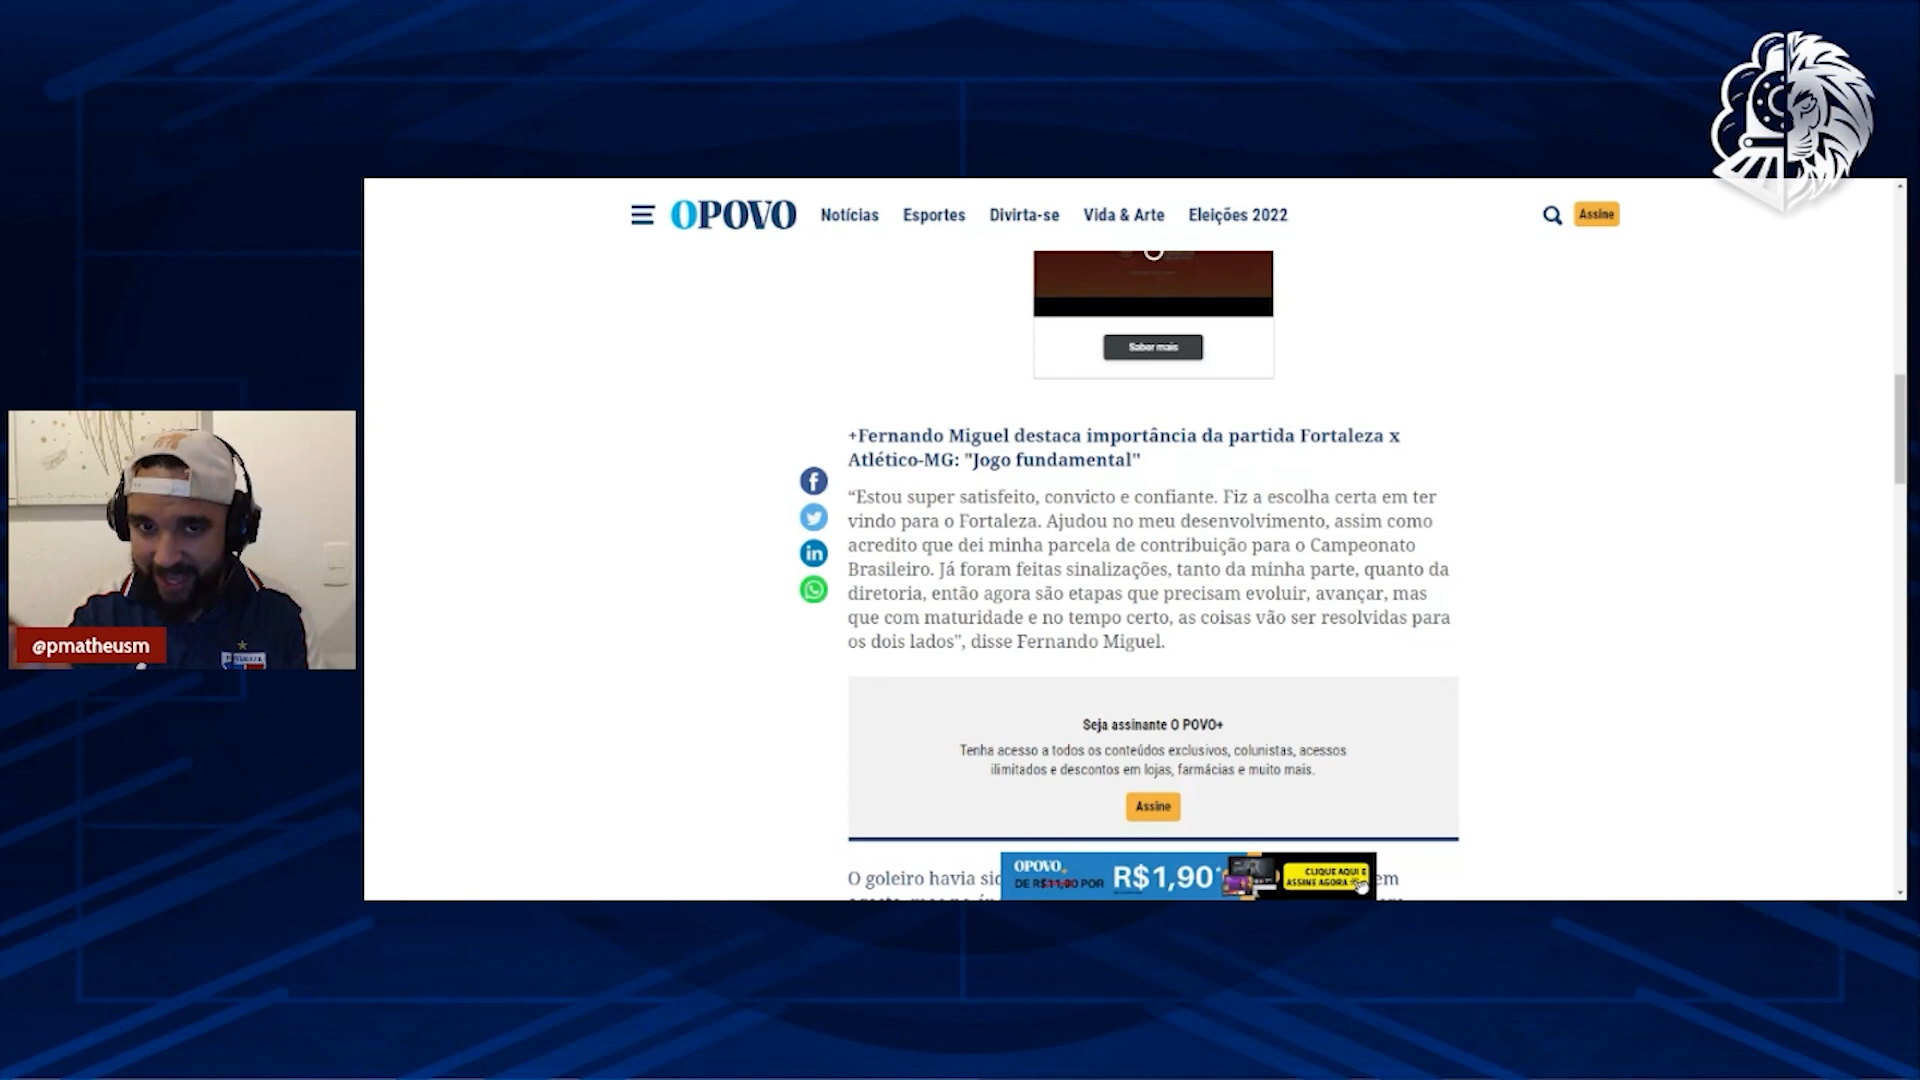 OPOVO
Notícias
Esportes
Divirta-se
Vida & Arte
Eleições 2022
Assine
Saber mais
+Fernando Miguel destaca importância da partida Fortaleza x
Atlético-MG: "Jogo fundamental"
“Estou super satisfeito, convicto e confiante. Fiz a escolha certa em ter
vindo para o Fortaleza. Ajudou no meu desenvolvimento, assim como
acredito que dei minha parcela de contribuição para o Campeonato
Brasileiro. Já foram feitas sinalizações, tanto da minha parte, quanto da
diretoria, então agora são etapas que precisam evoluir, avançar, mas
que com maturidade e no tempo certo, as coisas vão ser resolvidas para
os dois lados", disse Fernando Miguel.
@pmatheusm
Seja assinante O POVO+
Tenha acesso a todos os conteúdos exclusivos, colunistas, acessos
ilimitados e descontos em lojas, farmácias e muito mais.
Assine
O goleiro havia
em
OPOVO+
DE R$11,90 POR
R$1,90*
CLIQUE AQUI E
ASSINE AGORA